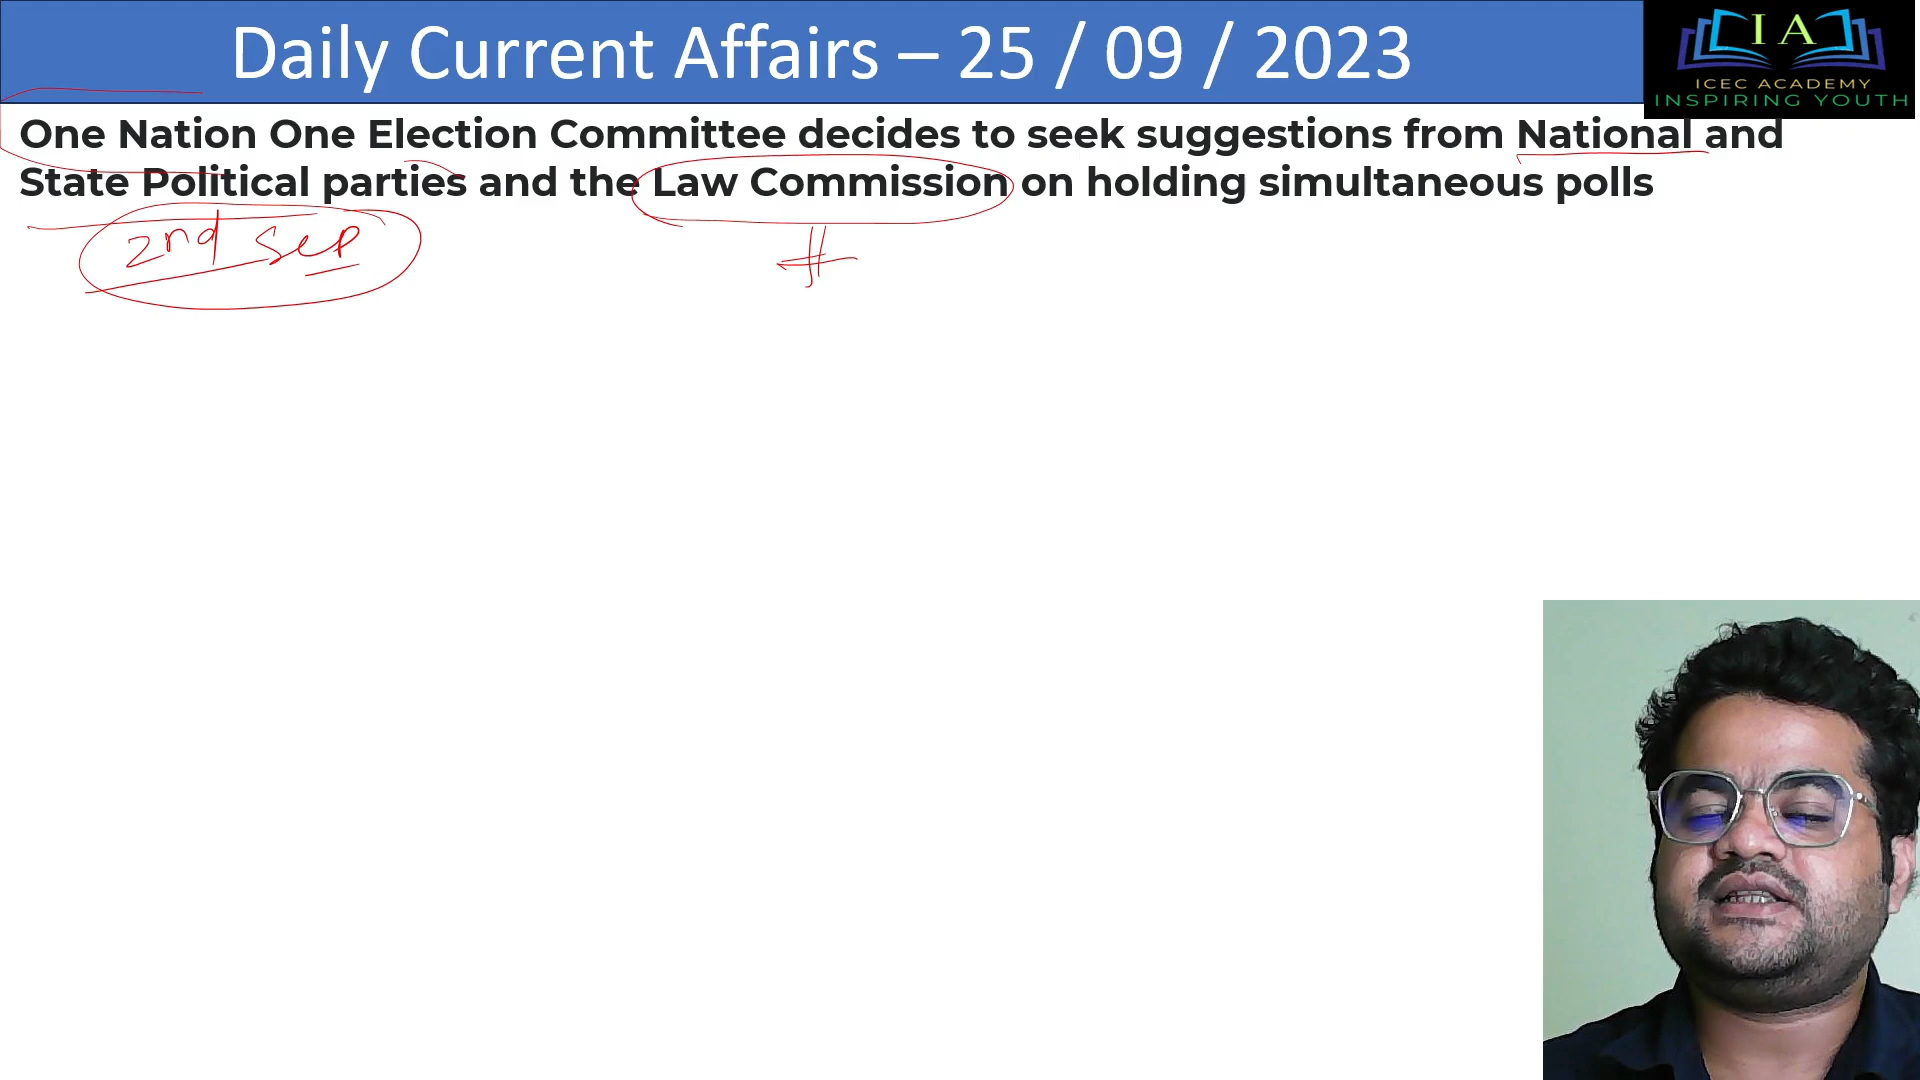 Daily Current Affairs – 25 / 09 / 2023
I A
ICEC ACADEMY
INSPIRING YOUTH
One Nation One Election Committee decides to seek suggestions from National and
State Political parties and the Law Commission on holding simultaneous polls
2nd Sep